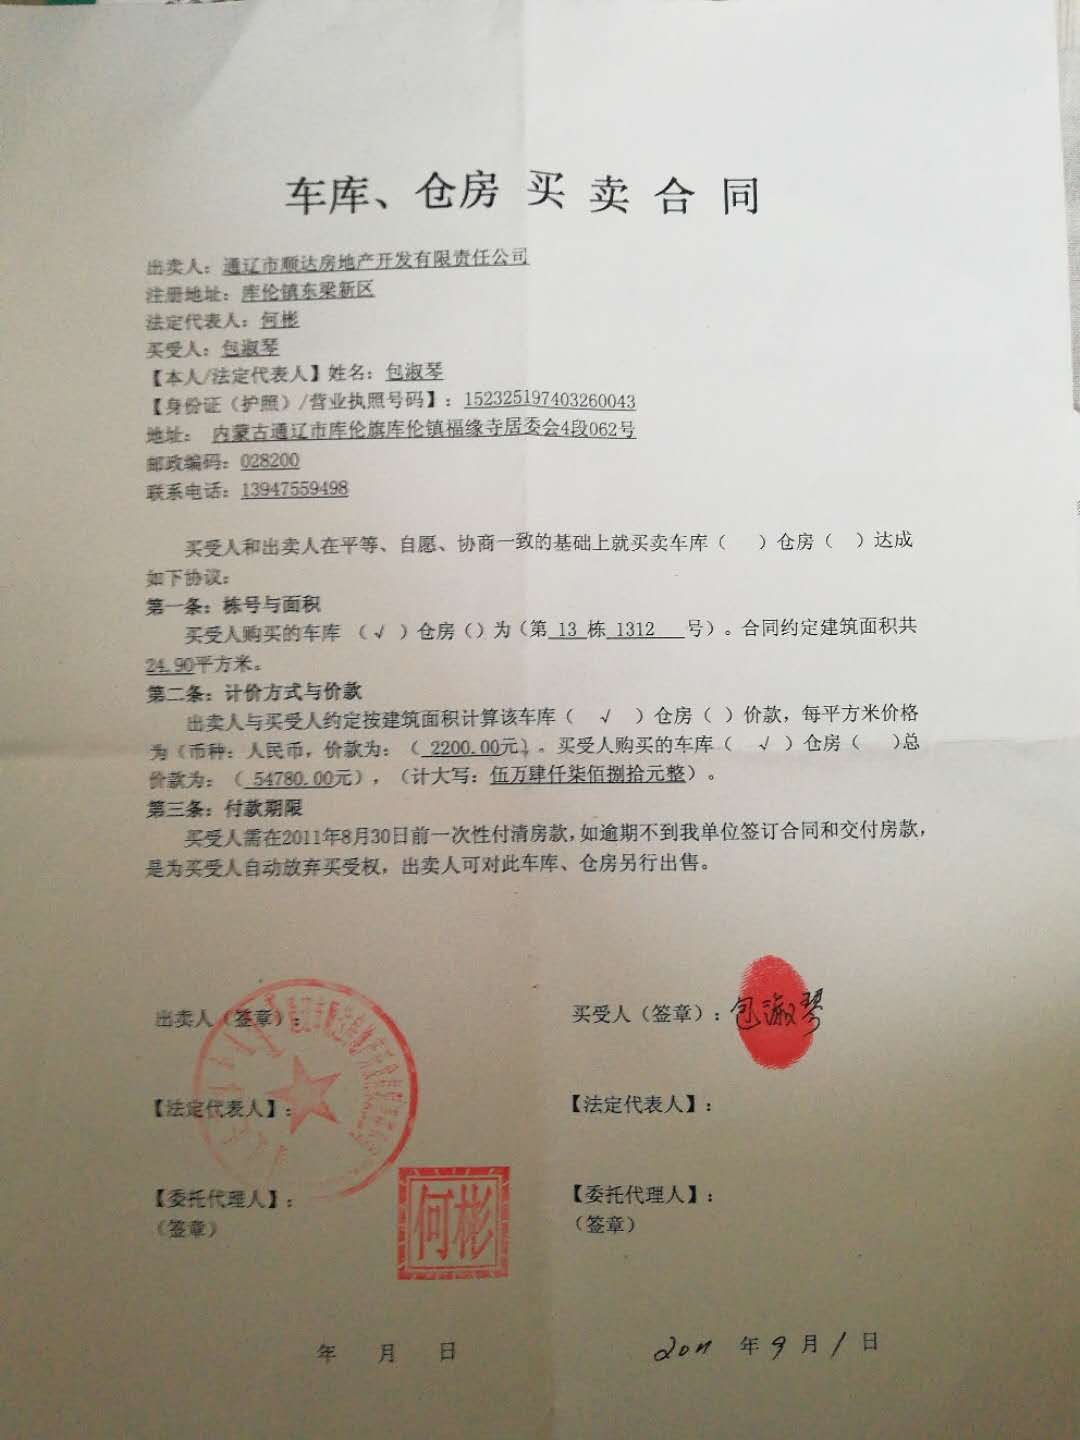 车库、仓房买卖合同
出卖人：通辽市顺达房地产开发有限责任公司
注册地址：库伦镇东梁新区
法定代表人：何彬
买受人：包淑琴
【本人/法定代表人】姓名：包淑琴
【身份证（护照）/营业执照号码】：152325197403260043
地址： 内蒙古通辽市库伦旗库伦镇福缘寺居委会4段062号
邮政编码：028200
联系电话：13947559498
买受人和出卖人在平等、自愿、协商一致的基础上就买卖车库（ ）仓房（ ）达成
如下协议：
第一条：栋号与面积
买受人购买的车库 （√ ）仓房（）为（第 13 栋 1312 号）。合同约定建筑面积共
24.90平方米。
第二条：计价方式与价款
出卖人与买受人约定按建筑面积计算该车库（ √ ）仓房（ ）价款，每平方米价格
为（币种：人民币，价款为：（ 2200.00元）。买受人购买的车库（ √ ）仓房（ ）总
价款为：（ 54780.00元），（计大写：伍万肆仟柒佰捌拾元整）。
第三条：付款期限
买受人需在2011年8月30日前一次性付清房款，如逾期不到我单位签订合同和交付房款，
是为买受人自动放弃买受权，出卖人可对此车库、仓房另行出售。
出卖人（签章）：
买受人（签章）：包淑琴
【法定代表人】：
【法定代表人】：
【委托代理人】：
（签章）
何彬
【委托代理人】：
（签章）
年 月 日
2011 年 9 月 1 日